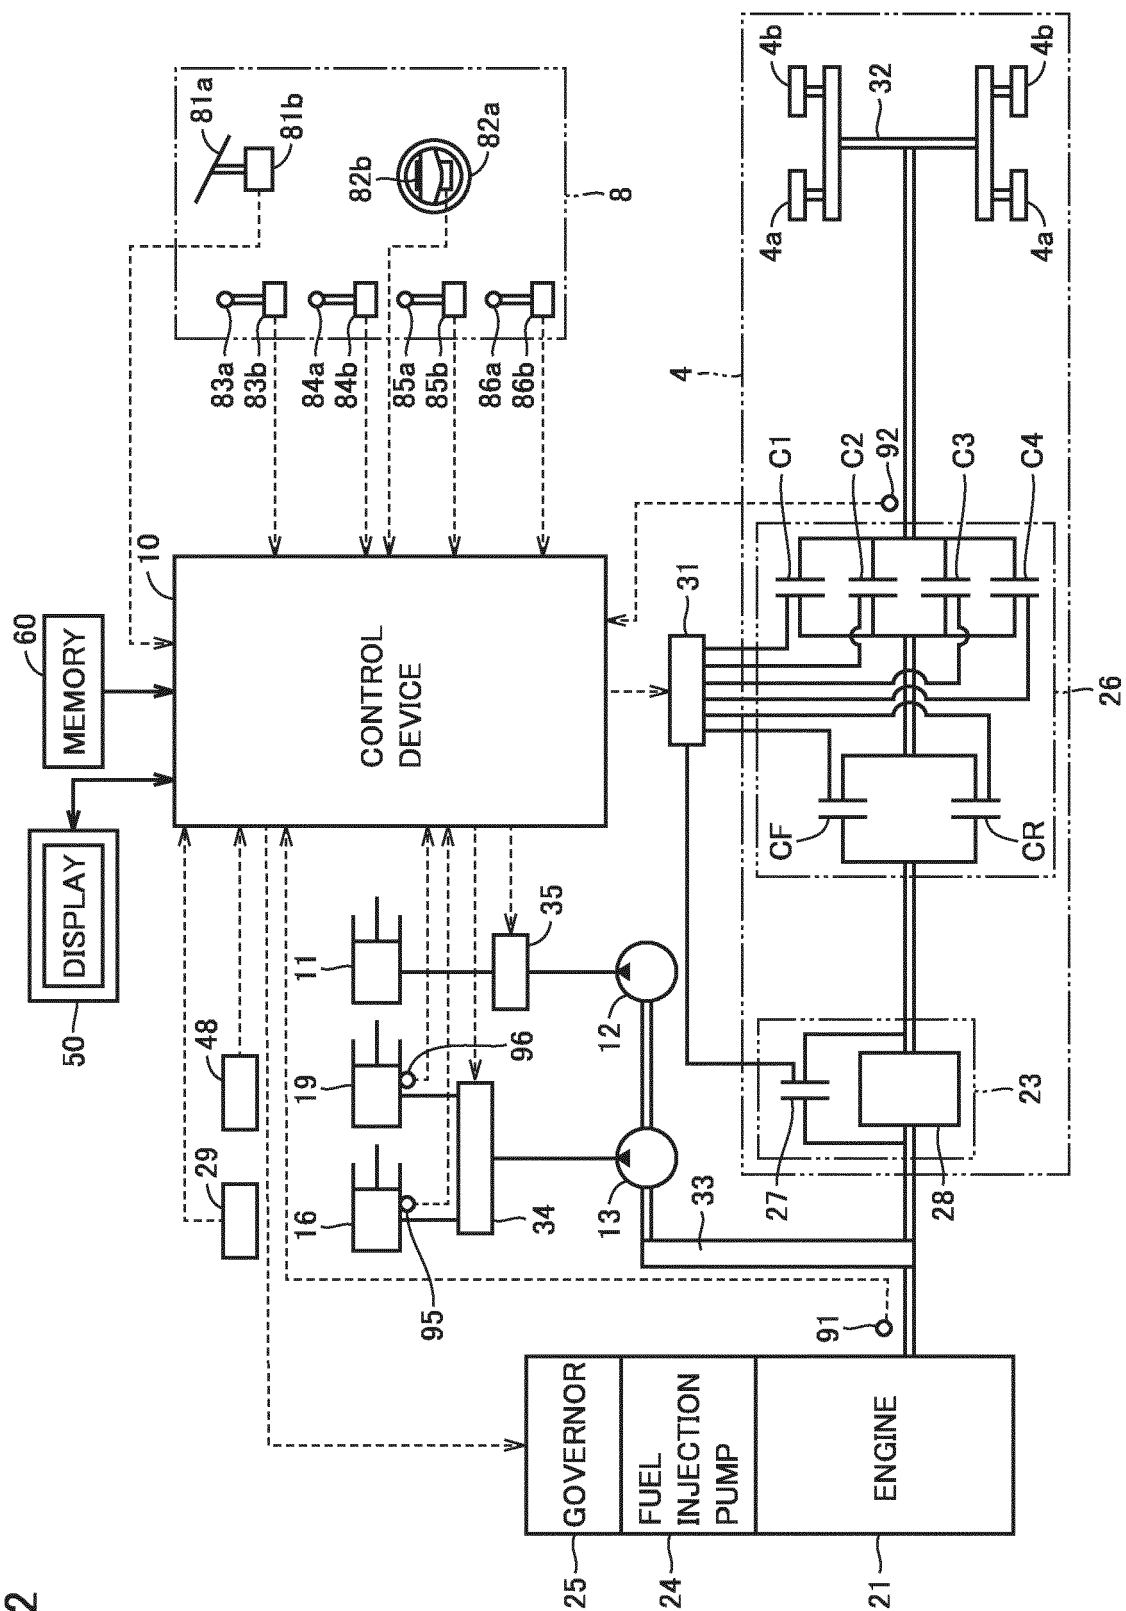 2
50
DISPLAY
60
MEMORY
10
CONTROL
DEVICE
29
48
16
19
11
95
96
34
35
13
12
33
91
25
GOVERNOR
24
FUEL
INJECTION
PUMP
21
ENGINE
81a
81b
82b
82a
8
83a
83b
84a
84b
85a
85b
86a
86b
31
92
4
27
28
23
CF
CR
C1
C2
C3
C4
26
4a
4b
32
4a
4b